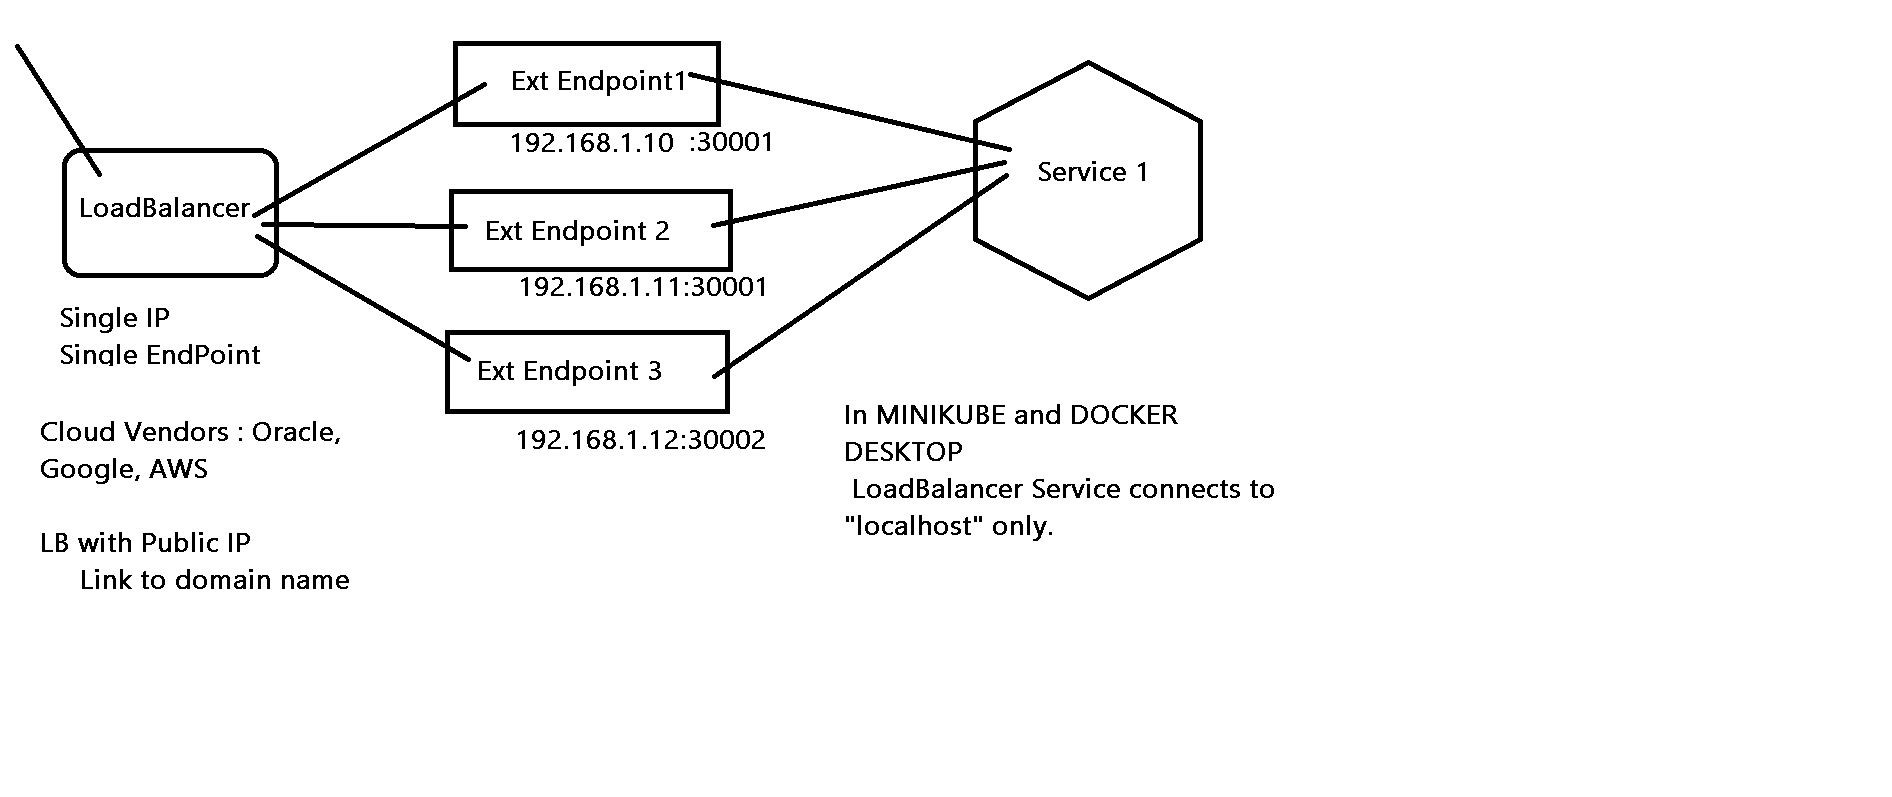 Ext Endpoint1
192.168.1.10 :30001
LoadBalancer
Ext Endpoint 2
192.168.1.11:30001
Ext Endpoint 3
192.168.1.12:30002
Service 1
Single IP
Single EndPoint
Cloud Vendors : Oracle,
Google, AWS
LB with Public IP
Link to domain name
In MINIKUBE and DOCKER
DESKTOP
LoadBalancer Service connects to
"localhost" only.